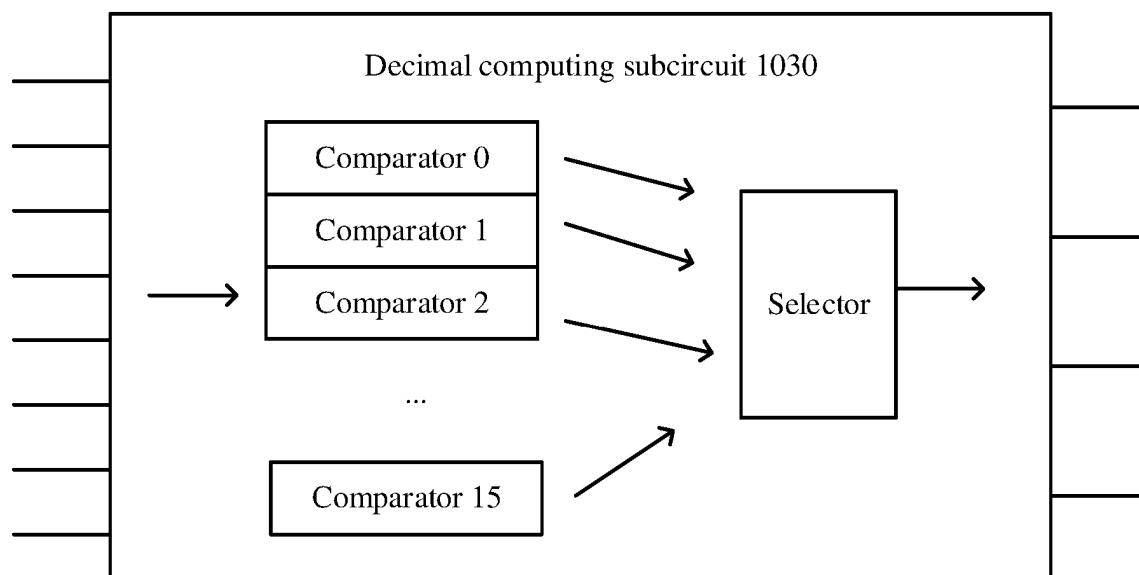 Decimal computing subcircuit 1030
Comparator 0
Comparator 1
Comparator 2
Selector
...
Comparator 15